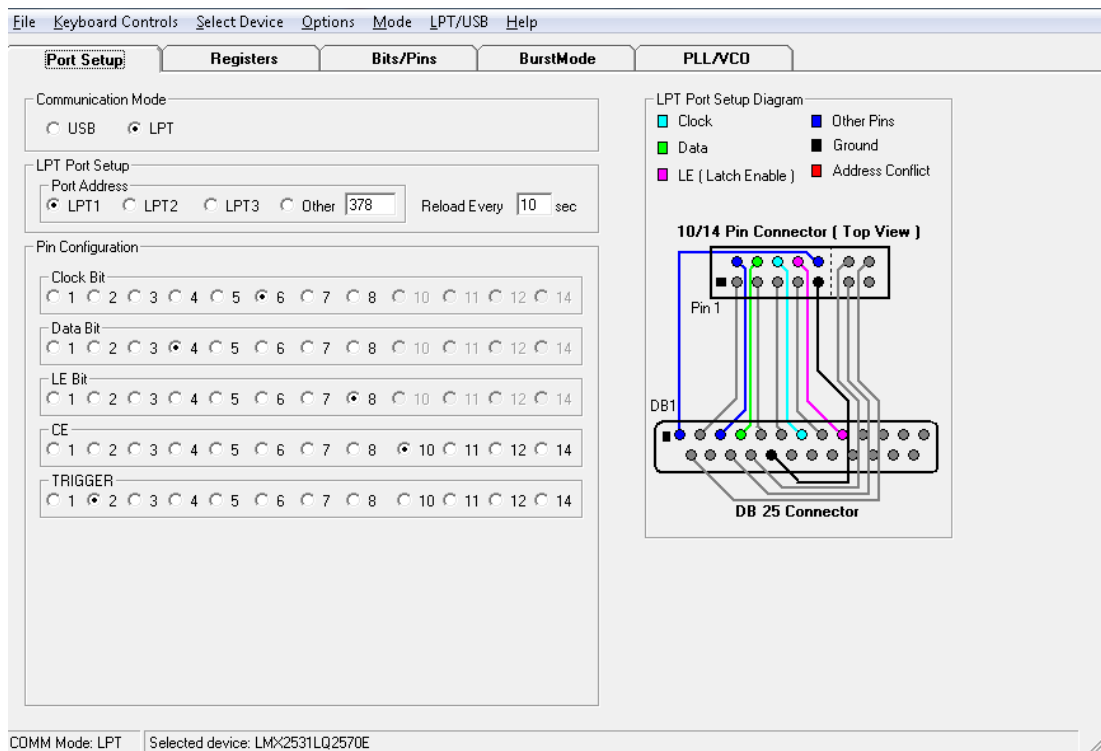 File Keyboard Controls Select Device Options Mode LPT/USB Help
Port Setup Registers Bits/Pins BurstMode PLL/VCO
Communication Mode
USB LPT
LPT Port Setup
Port Address
LPT1 LPT2 LPT3 Other 378 Reload Every 10 sec
Pin Configuration
Clock Bit
1 2 3 4 5 6 7 8 10 11 12 14
Data Bit
1 2 3 4 5 6 7 8 10 11 12 14
LE Bit
1 2 3 4 5 6 7 8 10 11 12 14
CE
1 2 3 4 5 6 7 8 10 11 12 14
TRIGGER
1 2 3 4 5 6 7 8 10 11 12 14
LPT Port Setup Diagram
Clock Other Pins
Data Ground
LE ( Latch Enable ) Address Conflict
10/14 Pin Connector ( Top View )
Pin 1
DB1
DB 25 Connector
COMM Mode: LPT Selected device: LMX2531LQ2570E